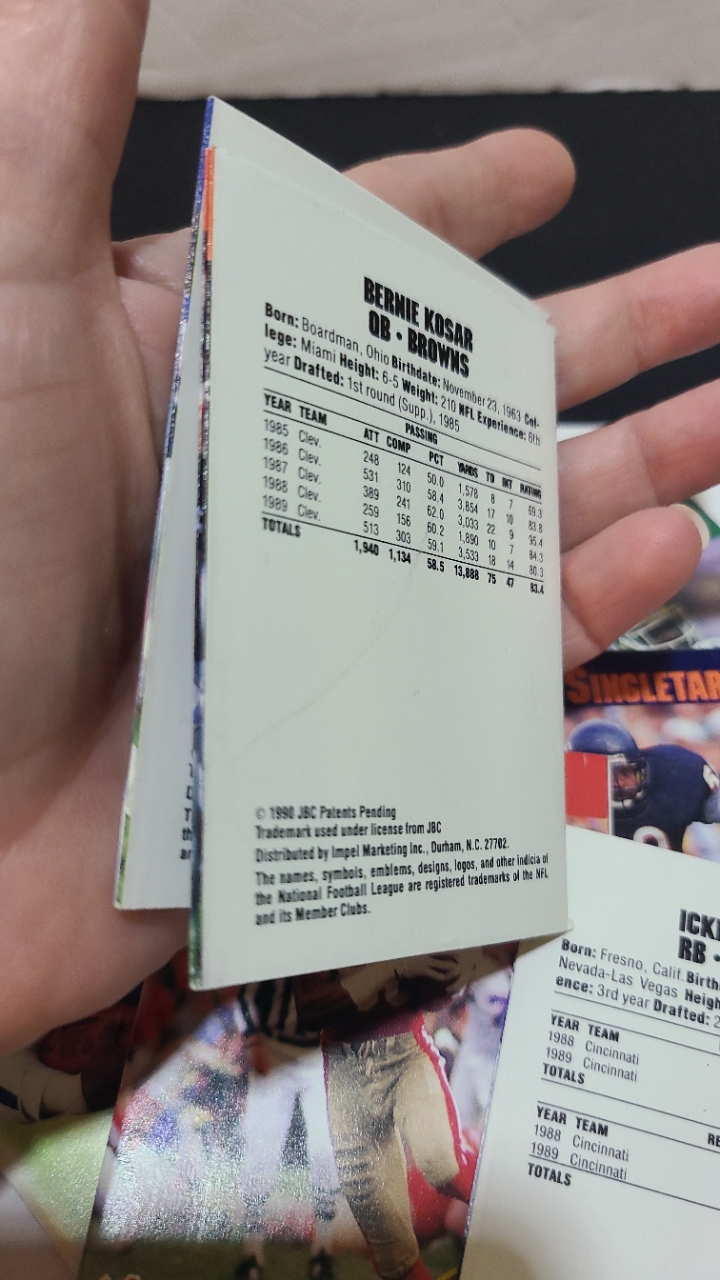 BERNIE KOSAR
QB • BROWNS
Born: Boardman, Ohio Birthdate: November 23, 1963 Col-
lege: Miami Height: 6-5 Weight: 210 NFL Experience: 6th
year Drafted: 1st round (Supp.), 1985
PASSING
YEAR TEAM ATT COMP PCT YARDS TD INT RATING
1985 Clev. 248 124 50.0 1,578 8 7 69.3
1986 Clev. 531 310 58.4 3,854 17 10 83.8
1987 Clev. 389 241 62.0 3,033 22 9 95.4
1988 Clev. 259 156 60.2 1,890 10 7 84.3
1989 Clev. 513 303 59.1 3,533 18 14 80.3
TOTALS 1,940 1,134 58.5 13,888 75 47 83.4
© 1990 JBC Patents Pending
Trademark used under license from JBC
Distributed by Impel Marketing Inc., Durham, N.C. 27702.
The names, symbols, emblems, designs, logos, and other indicia of
the National Football League are registered trademarks of the NFL
and its Member Clubs.
SINGLETAR
ICK
RB •
Born: Fresno, Calif. Birth
Nevada-Las Vegas Heigh
ence: 3rd year Drafted: 2
YEAR TEAM
1988 Cincinnati
1989 Cincinnati
TOTALS
YEAR TEAM RE
1988 Cincinnati
1989 Cincinnati
TOTALS